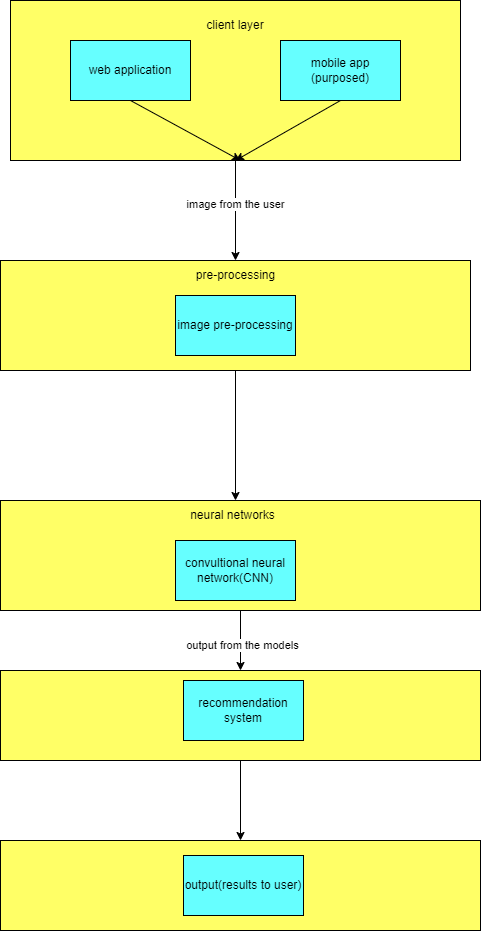 client layer
web application
mobile app
(purposed)
image from the user
pre-processing
image pre-processing
neural networks
convultional neural
network(CNN)
output from the models
recommendation
system
output(results to user)